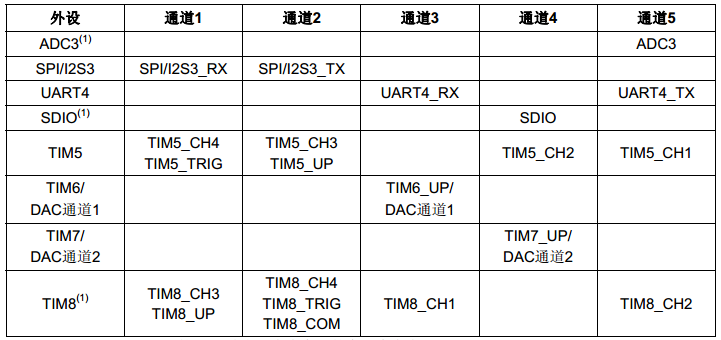 外设 通道1 通道2 通道3 通道4 通道5
ADC3(1) ADC3
SPI/I2S3 SPI/I2S3_RX SPI/I2S3_TX
UART4 UART4_RX UART4_TX
SDIO(1) SDIO
TIM5 TIM5_CH4 TIM5_TRIG TIM5_CH3 TIM5_UP TIM5_CH2 TIM5_CH1
TIM6/ DAC通道1 TIM6_UP/ DAC通道1
TIM7/ DAC通道2 TIM7_UP/ DAC通道2
TIM8(1) TIM8_CH3 TIM8_UP TIM8_CH4 TIM8_TRIG TIM8_COM TIM8_CH1 TIM8_CH2